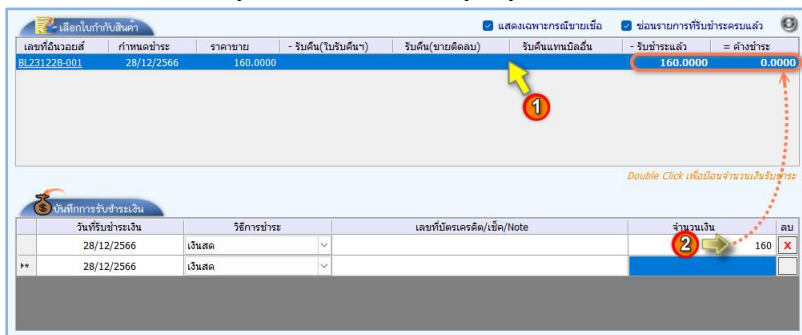 เลือกใบกำกับสินค้า
แสดงเฉพาะกรณีขายเชื่อ
ซ่อนรายการที่รับชำระครบแล้ว
เลขที่อินวอยส์ กำหนดชำระ ราคาขาย - รับคืน(ใบรับคืนฯ) รับคืน(ขายติดลบ) รับคืนแทนบิลอื่น - รับชำระแล้ว = ค้างชำระ
BL231228-001 28/12/2566 160.0000 160.0000 0.0000
1
Double Click เพื่อป้อนจำนวนเงินรับชำระ
บันทึกการรับชำระเงิน
วันที่รับชำระเงิน วิธีการชำระ เลขที่บัตรเครดิต/เช็ค/Note จำนวนเงิน ลบ
28/12/2566 เงินสด 2 160 X
28/12/2566 เงินสด